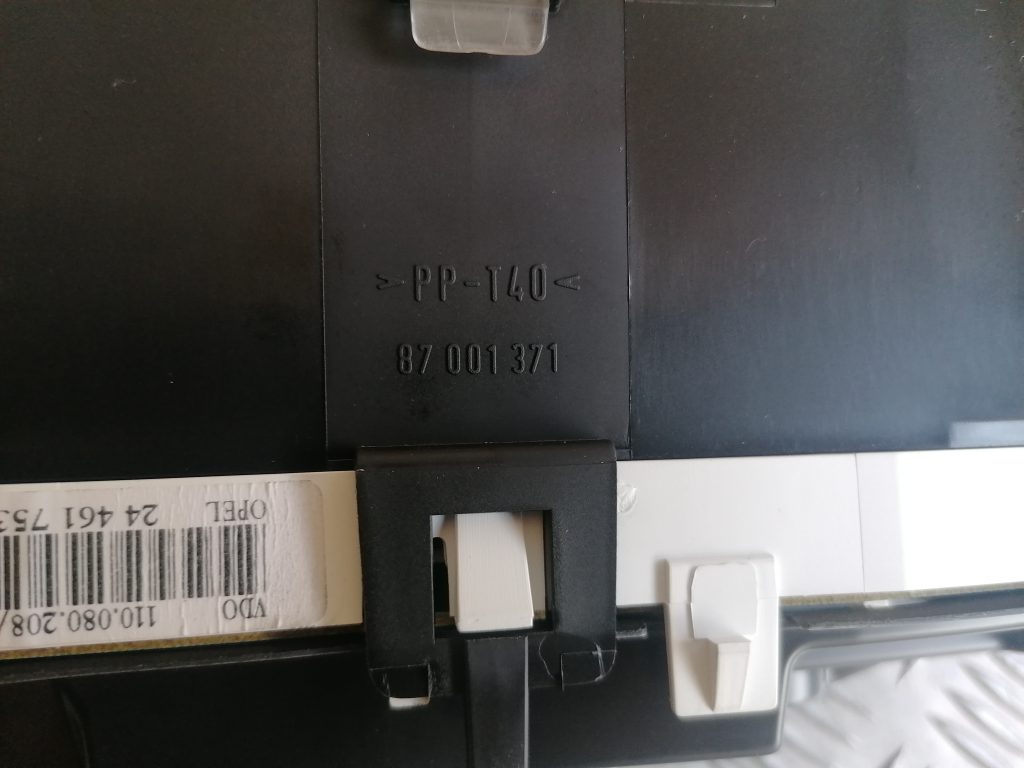 >PP-T40<
87 001 371
OPEL 24 461 753
VDO
110.080.208/